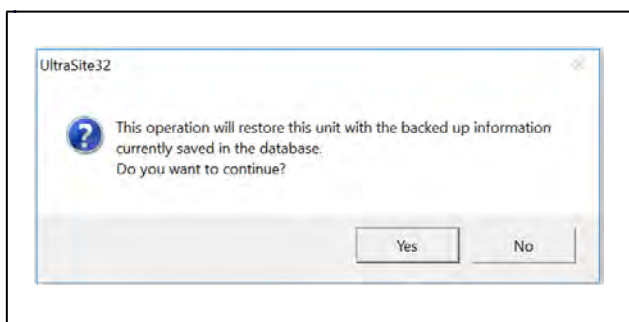 UltraSite32
This operation will restore this unit with the backed up information
currently saved in the database.
Do you want to continue?
Yes
No